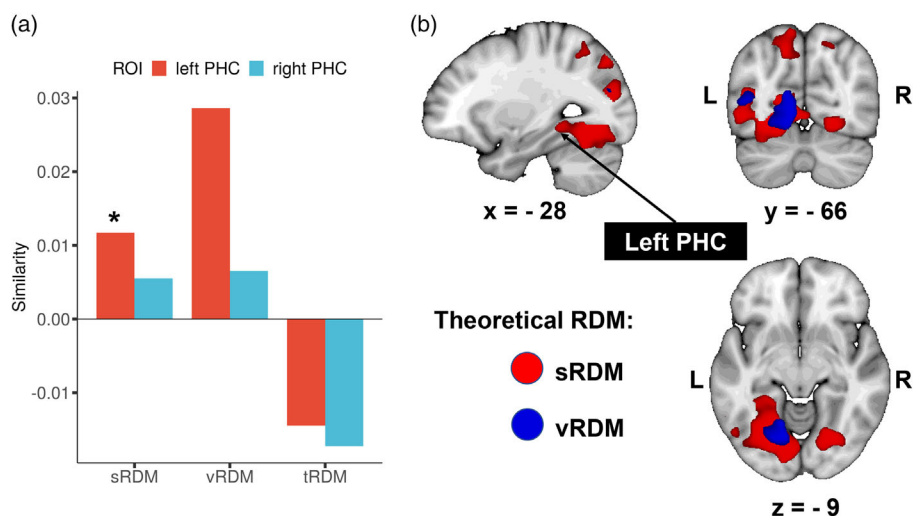 (a)
ROI left PHC right PHC
0.03
0.02
0.01
0.00
-0.01
Similarity
*
sRDM vRDM tRDM
(b)
L R
x = - 28 y = - 66
Left PHC
Theoretical RDM:
sRDM
vRDM
L R
z = - 9